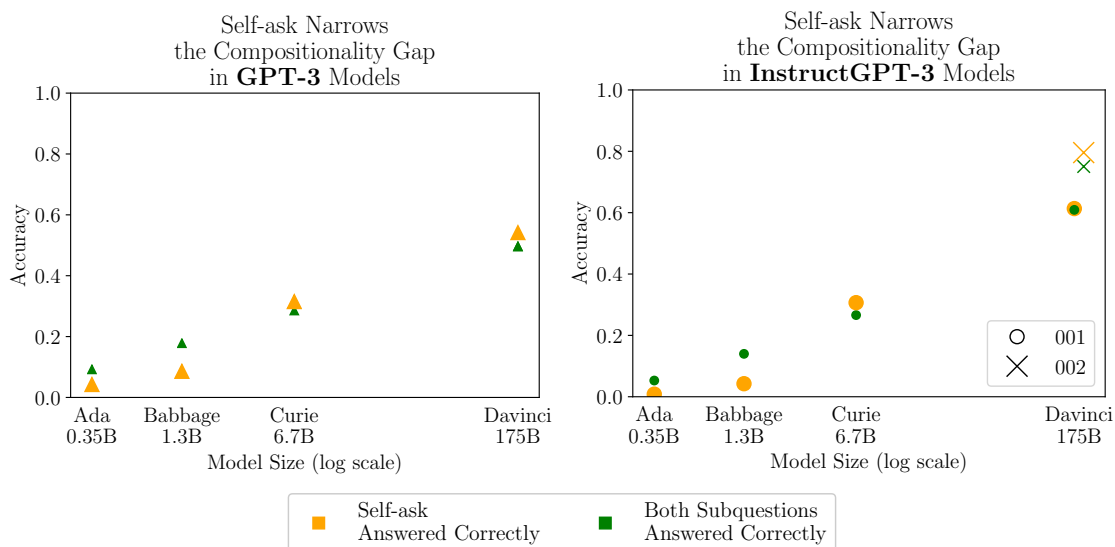 Self-ask Narrows
the Compositionality Gap
in GPT-3 Models
1.0
0.8
0.6
0.4
0.2
0.0
Accuracy
Ada
0.35B
Babbage
1.3B
Curie
6.7B
Davinci
175B
Model Size (log scale)
Self-ask Narrows
the Compositionality Gap
in InstructGPT-3 Models
1.0
0.8
0.6
0.4
0.2
0.0
Accuracy
001
002
Ada
0.35B
Babbage
1.3B
Curie
6.7B
Davinci
175B
Model Size (log scale)
Self-ask
Answered Correctly
Both Subquestions
Answered Correctly